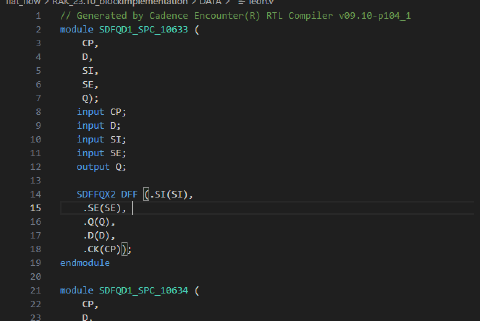 RAK_23.10_blockImplementation > DATA > leon.v
1 // Generated by Cadence Encounter(R) RTL Compiler v09.10-p104_1
2 module SDFQD1_SPC_10633 (
3 CP,
4 D,
5 SI,
6 SE,
7 Q);
8 input CP;
9 input D;
10 input SI;
11 input SE;
12 output Q;
13
14 SDFFQX2 DFF (.SI(SI),
15 .SE(SE),
16 .Q(Q),
17 .D(D),
18 .CK(CP));
19 endmodule
20
21 module SDFQD1_SPC_10634 (
22 CP,
23 D,